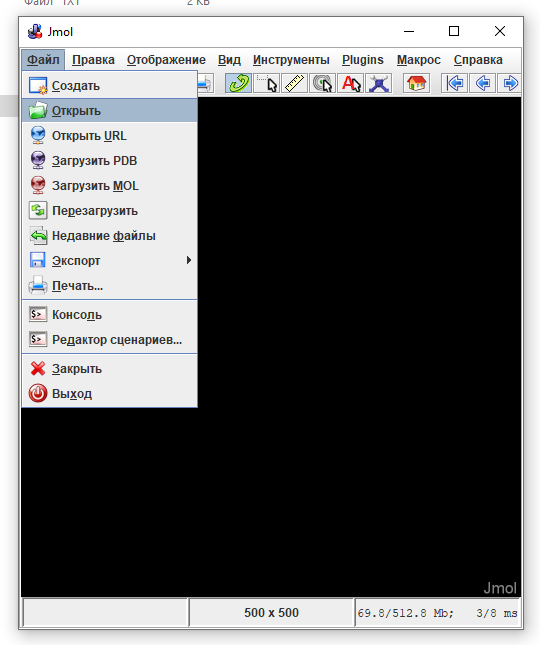 Файл TXT 2 КБ
Jmol
Файл Правка Отображение Вид Инструменты Plugins Макрос Справка
Создать
Открыть
Открыть URL
Загрузить PDB
Загрузить MOL
Перезагрузить
Недавние файлы
Экспорт
Печать...
Консоль
Редактор сценариев...
Закрыть
Выход
Jmol
500 x 500 69.8/512.8 Mb; 3/8 ms